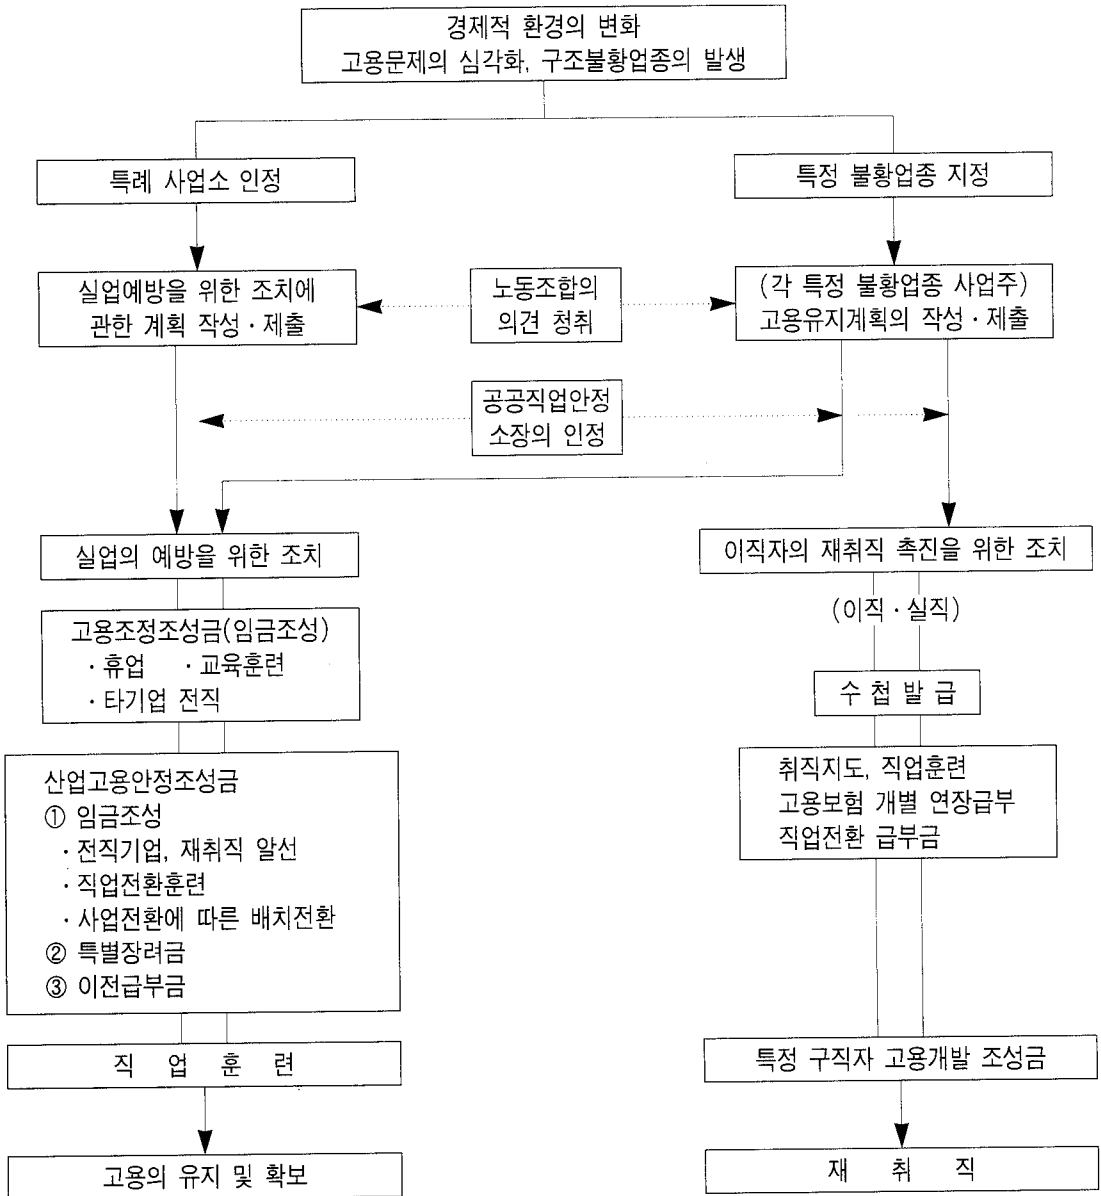 경제적 환경의 변화
고용문제의 심각화, 구조불황업종의 발생
특례 사업소 인정
특정 불황업종 지정
실업예방을 위한 조치에
관한 계획 작성·제출
노동조합의
의견 청취
(각 특정 불황업종 사업주)
고용유지계획의 작성·제출
공공직업안정
소장의 인정
실업의 예방을 위한 조치
이직자의 재취직 촉진을 위한 조치
(이직·실직)
고용조정조성금(임금조성)
·휴업 ·교육훈련
·타기업 전직
수 첩 발 급
산업고용안정조성금
① 임금조성
·전직기업, 재취직 알선
·직업전환훈련
·사업전환에 따른 배치전환
② 특별장려금
③ 이전급부금
취직지도, 직업훈련
고용보험 개별 연장급부
직업전환 급부금
직 업 훈 련
특정 구직자 고용개발 조성금
고용의 유지 및 확보
재 취 직